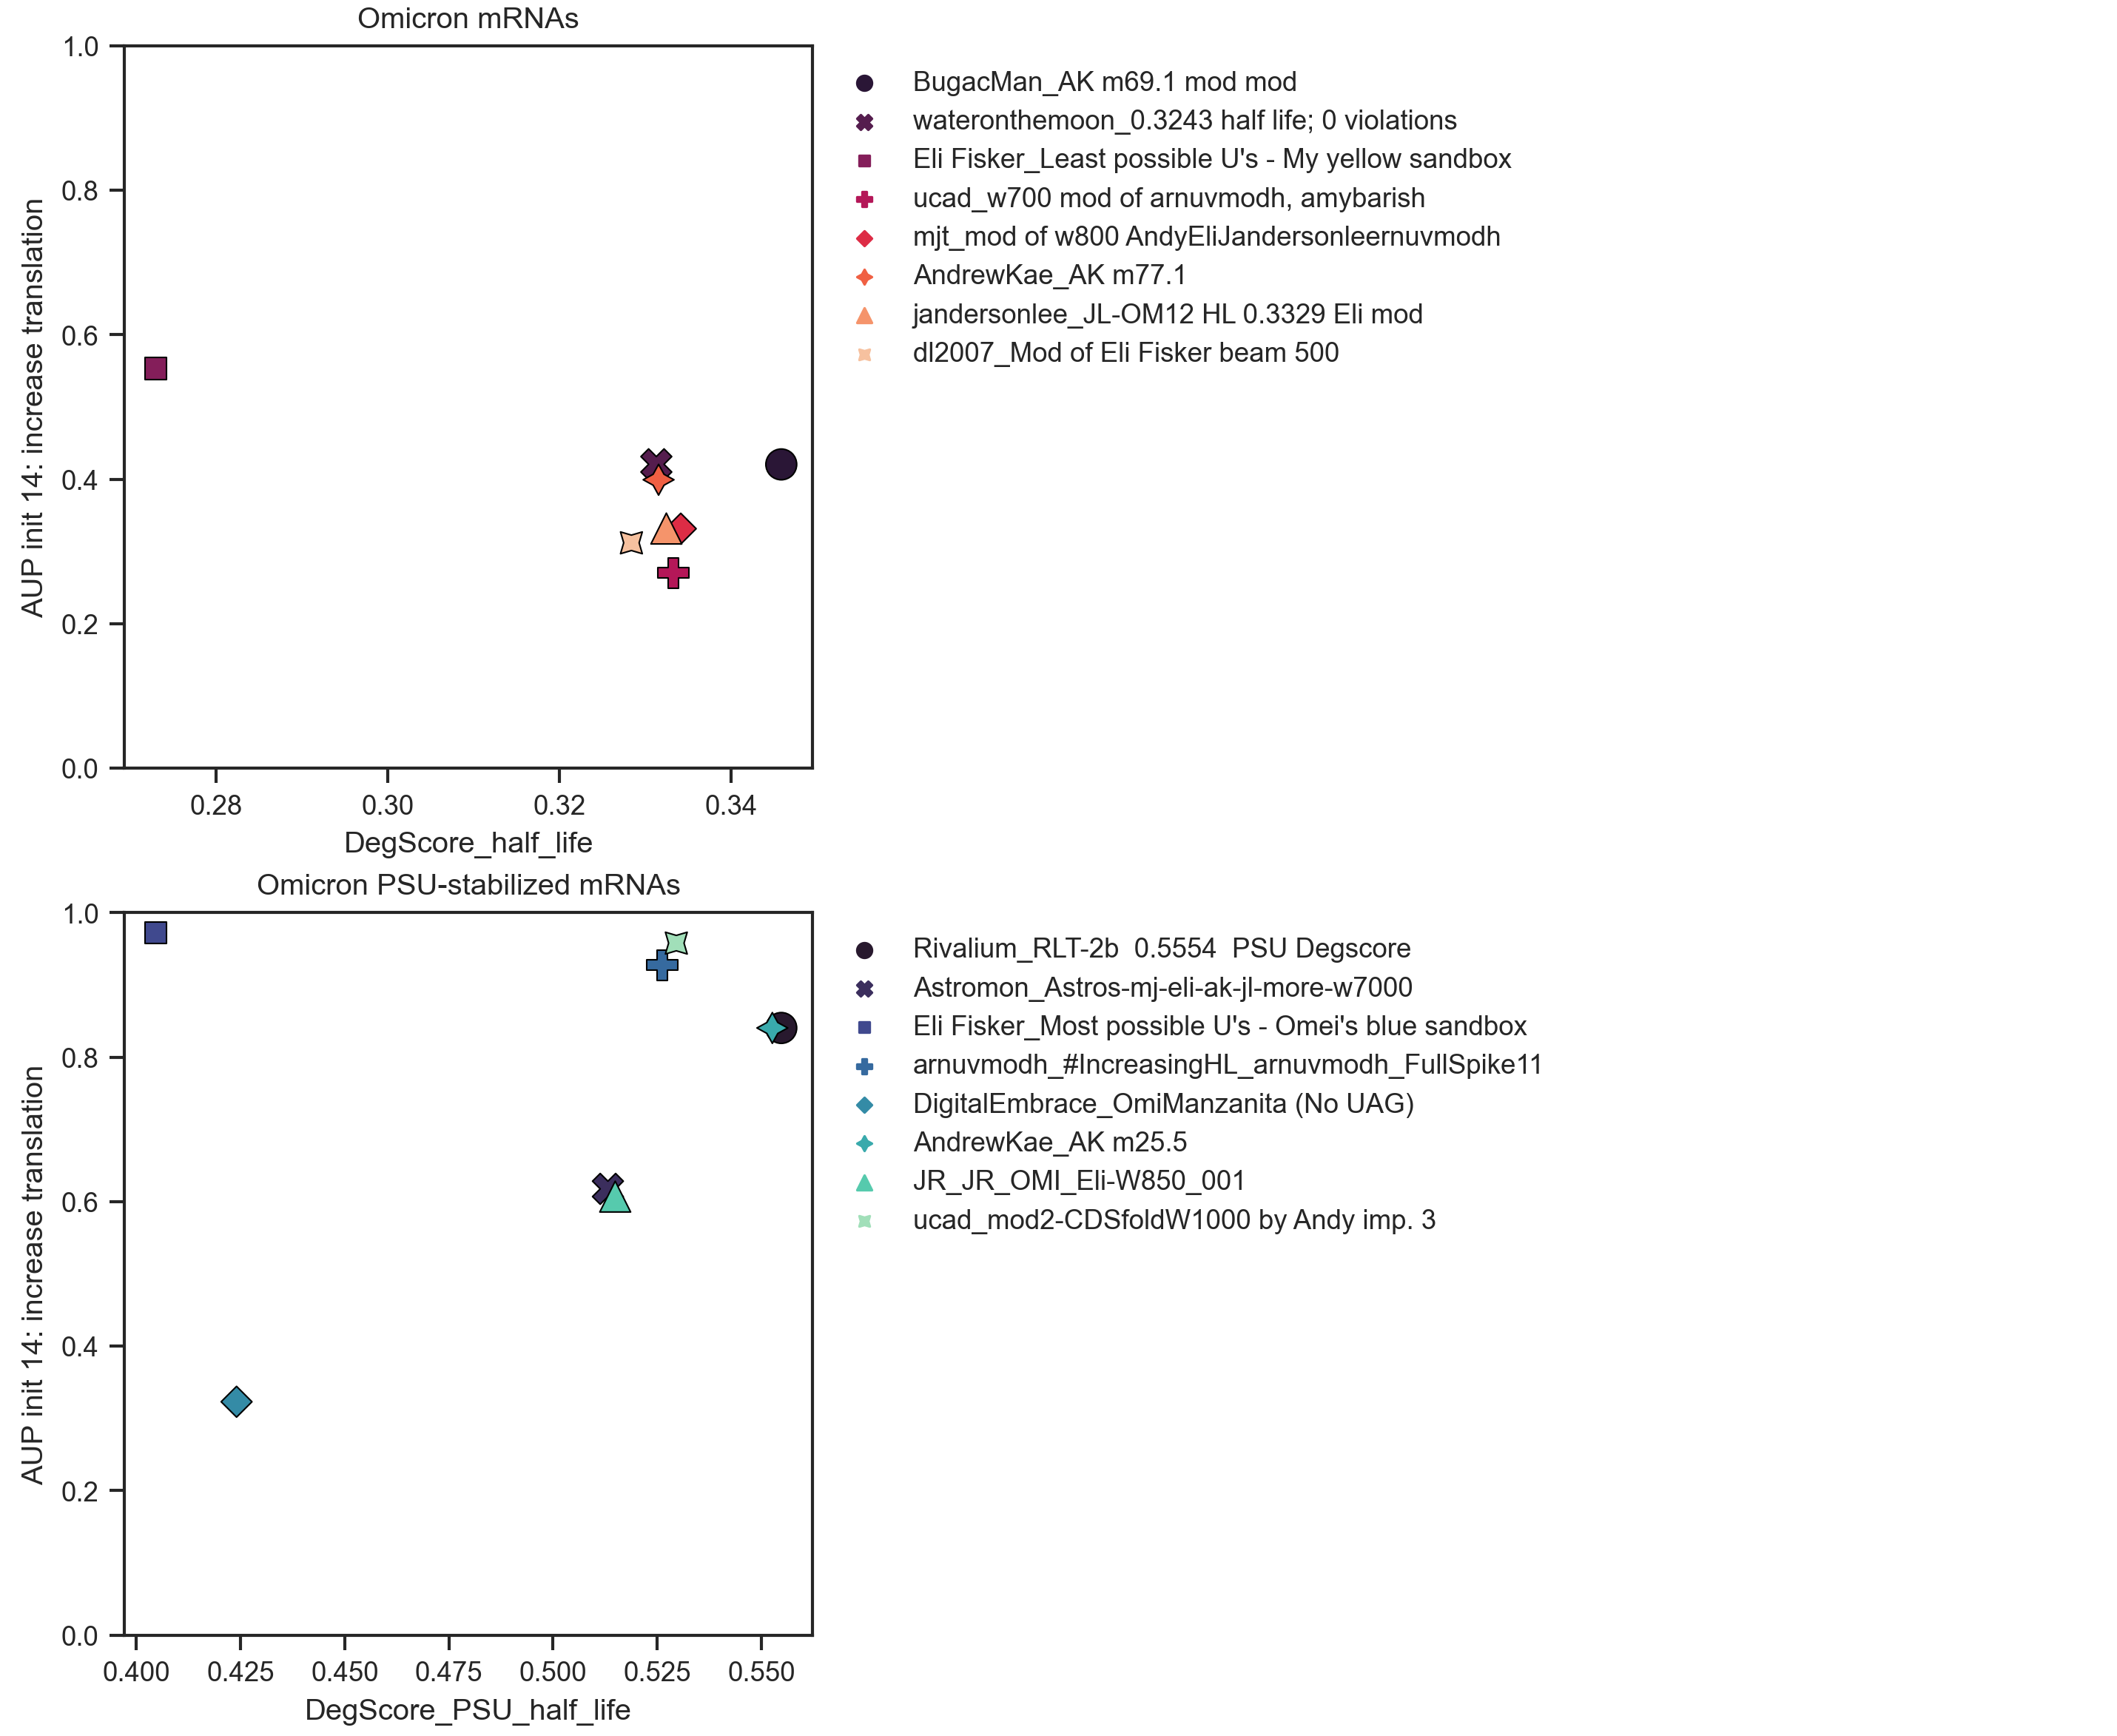 Omicron mRNAs
1.0
0.8
0.6
0.4
0.2
0.0
AUP init 14: increase translation
0.28 0.30 0.32 0.34
DegScore_half_life
BugacMan_AK m69.1 mod mod
wateronthemoon_0.3243 half life; 0 violations
Eli Fisker_Least possible U's - My yellow sandbox
ucad_w700 mod of arnuvmodh, amybarish
mjt_mod of w800 AndyEliJandersonleernuvmodh
AndrewKae_AK m77.1
jandersonlee_JL-OM12 HL 0.3329 Eli mod
dl2007_Mod of Eli Fisker beam 500
Omicron PSU-stabilized mRNAs
1.0
0.8
0.6
0.4
0.2
0.0
AUP init 14: increase translation
0.400 0.425 0.450 0.475 0.500 0.525 0.550
DegScore_PSU_half_life
Rivalium_RLT-2b  0.5554  PSU Degscore
Astromon_Astros-mj-eli-ak-jl-more-w7000
Eli Fisker_Most possible U's - Omei's blue sandbox
arnuvmodh_#IncreasingHL_arnuvmodh_FullSpike11
DigitalEmbrace_OmiManzanita (No UAG)
AndrewKae_AK m25.5
JR_JR_OMI_Eli-W850_001
ucad_mod2-CDSfoldW1000 by Andy imp. 3